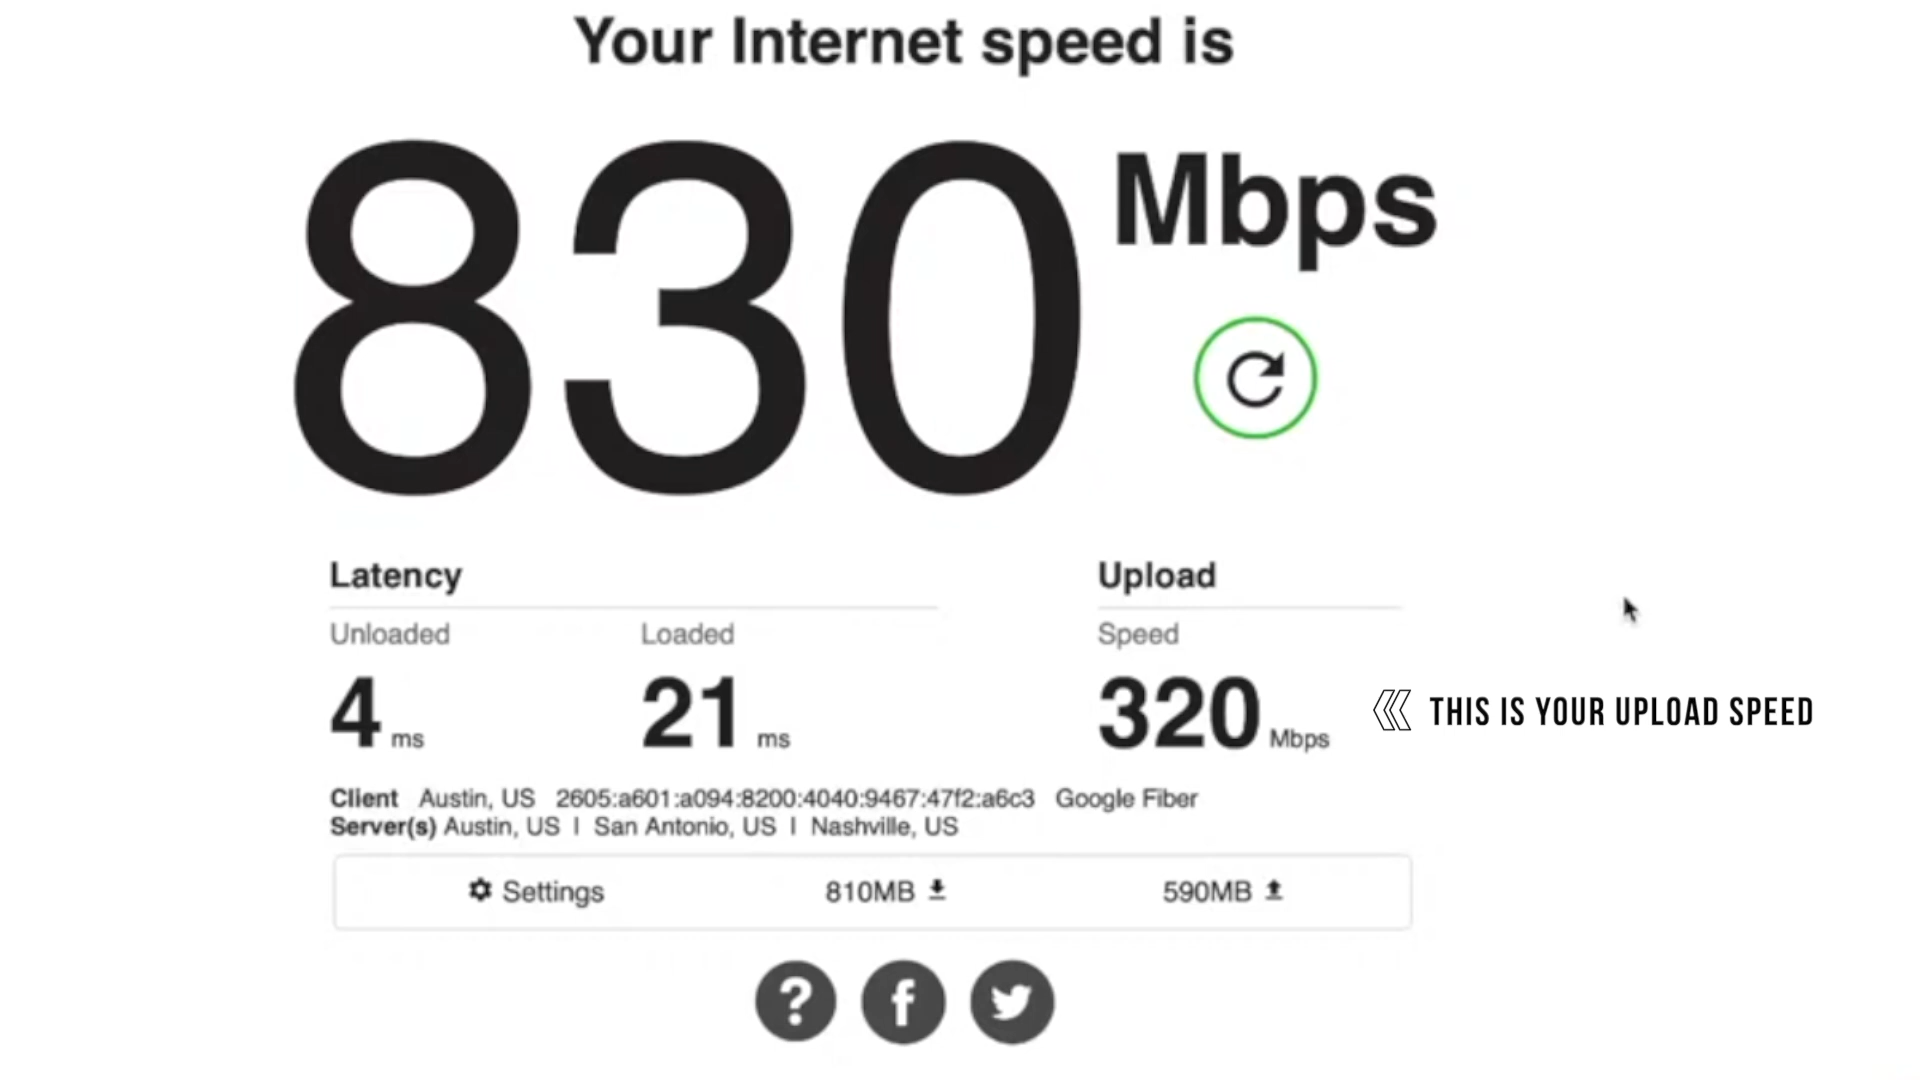 Your Internet speed is
830 Mbps
Latency
Upload
Unloaded
Loaded
Speed
4 ms
21 ms
320 Mbps
THIS IS YOUR UPLOAD SPEED
Client Austin, US 2605:a601:a094:8200:4040:9467:47f2:a6c3 Google Fiber
Server(s) Austin, US | San Antonio, US | Nashville, US
Settings
810MB
590MB